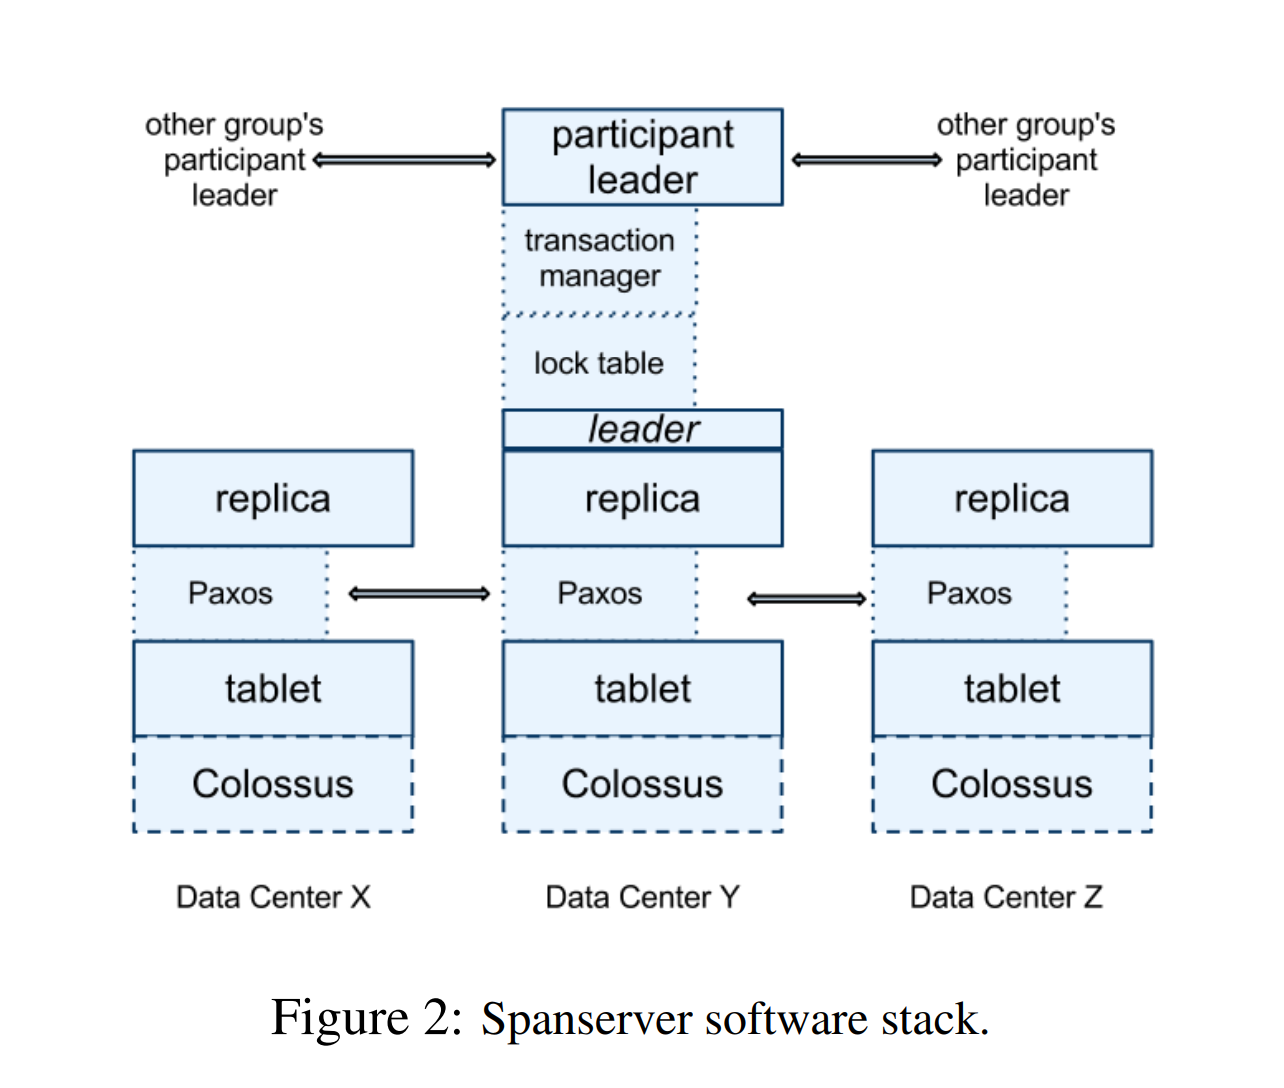 other group's
participant
leader
participant
leader
other group's
participant
leader
transaction
manager
lock table
leader
replica
replica
replica
Paxos
Paxos
Paxos
tablet
tablet
tablet
Colossus
Colossus
Colossus
Data Center X
Data Center Y
Data Center Z
Figure 2: Spanserver software stack.